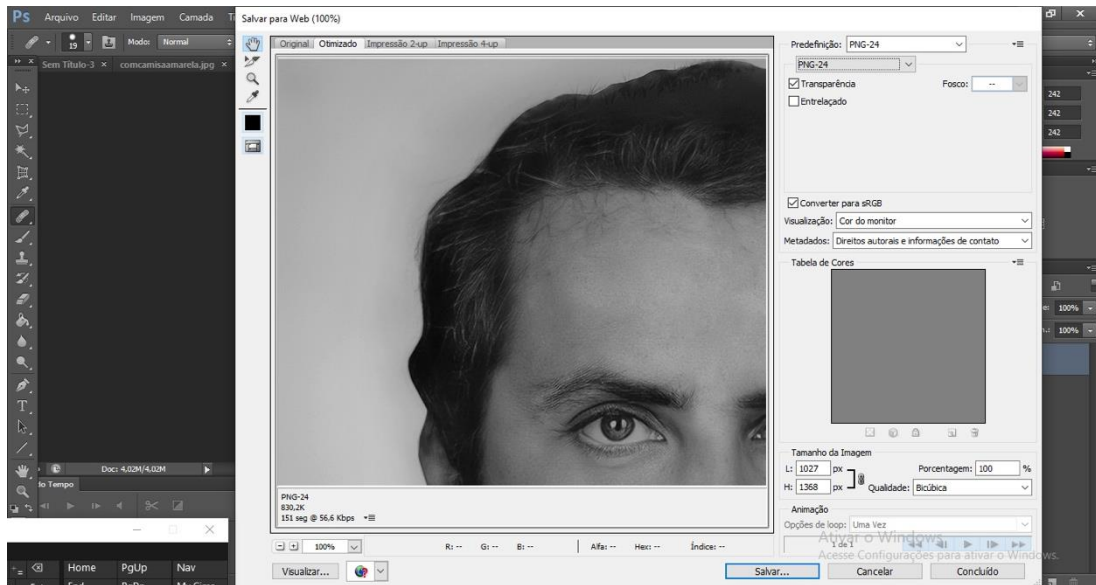 Ps Arquivo Editar Imagem Camada
Salvar para Web (100%)
19 Modo: Normal
Sem Título-3 × comcamisaamarela.jpg ×
Original Otimizado Impressão 2-up Impressão 4-up
Predefinição: PNG-24
PNG-24
Transparência Fosco: --
Entrelaçado
242
242
242
Converter para sRGB
Visualização: Cor do monitor
Metadados: Direitos autorais e informações de contato
Tabela de Cores
100%
100%
Tamanho da Imagem
L: 1027 px Porcentagem: 100 %
H: 1368 px Qualidade: Bicúbica
Animação
Opções de loop: Uma Vez
1 de 1
Ativar o Windows
Acesse Configurações para ativar o Windows.
Doc: 4,02M/4,02M
Tempo
PNG-24
830,2K
151 seg @ 56,6 Kbps
100% R: -- G: -- B: -- Alfa: -- Hex: -- Índice: --
Visualizar... Salvar... Cancelar Concluído
Home PgUp Nav